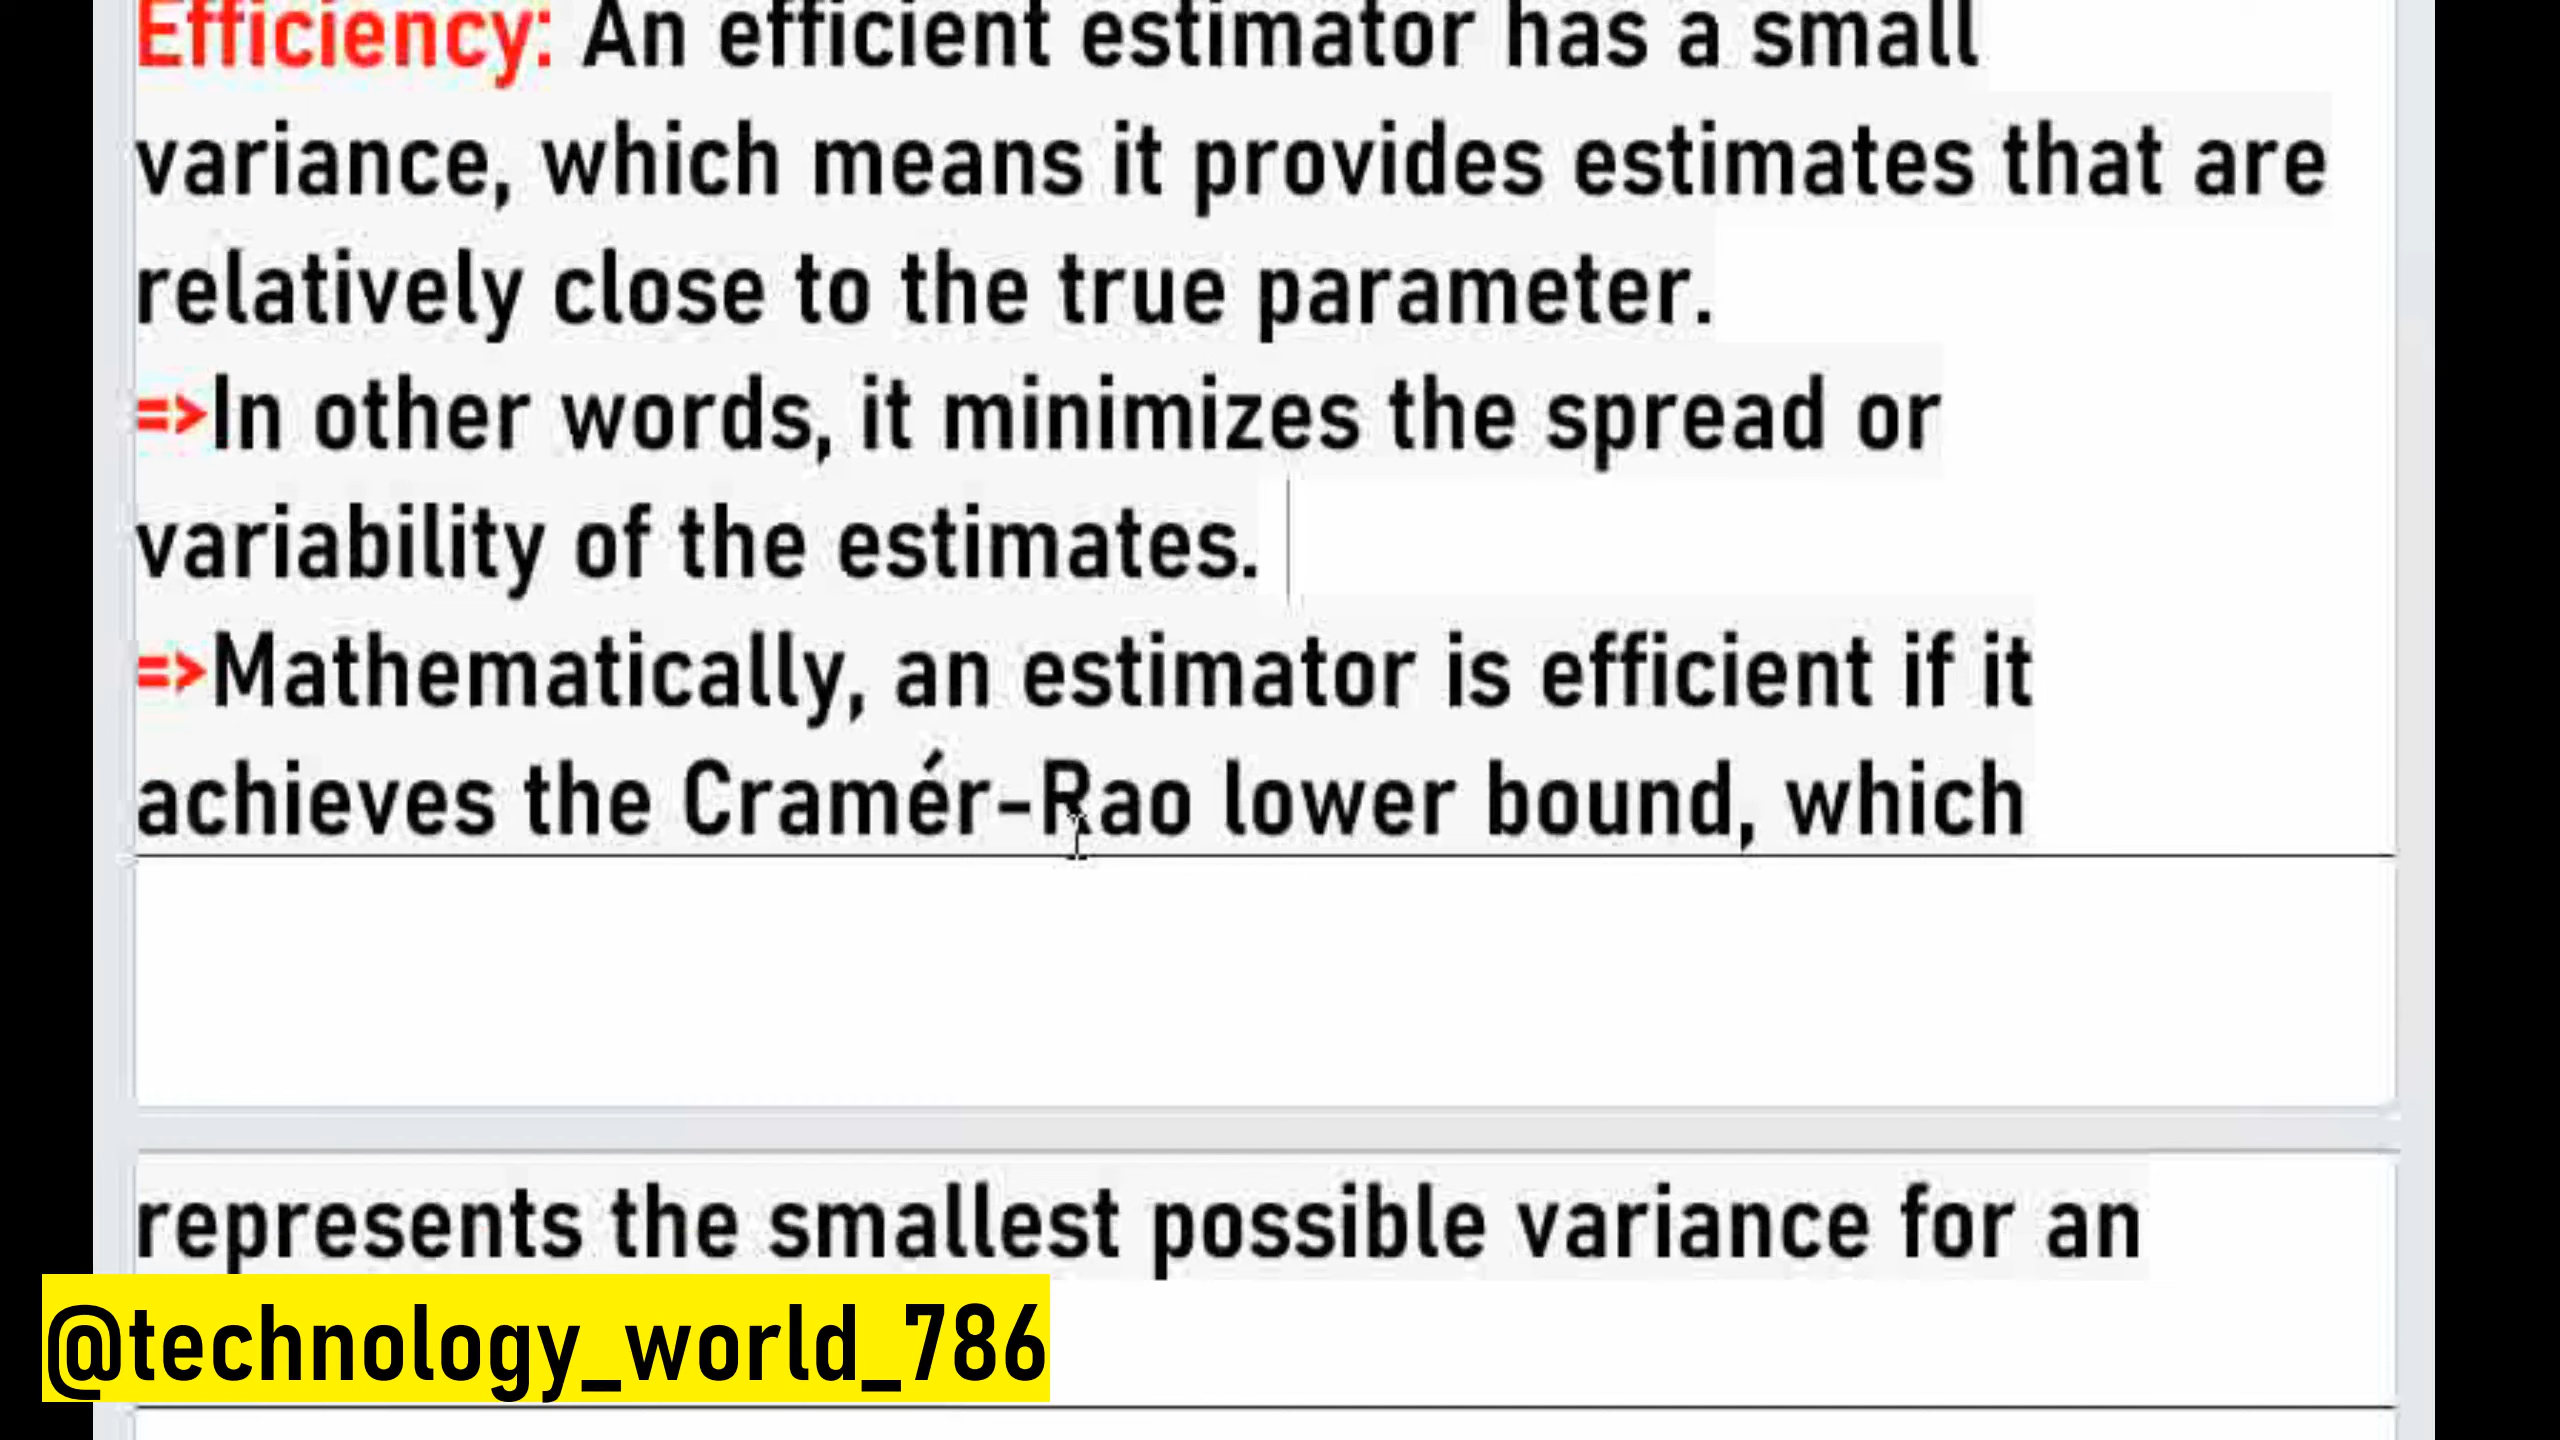 Efficiency: An efficient estimator has a small
variance, which means it provides estimates that are
relatively close to the true parameter.
=>In other words, it minimizes the spread or
variability of the estimates.
=>Mathematically, an estimator is efficient if it
achieves the Cramér-Rao lower bound, which
represents the smallest possible variance for an
@technology_world_786